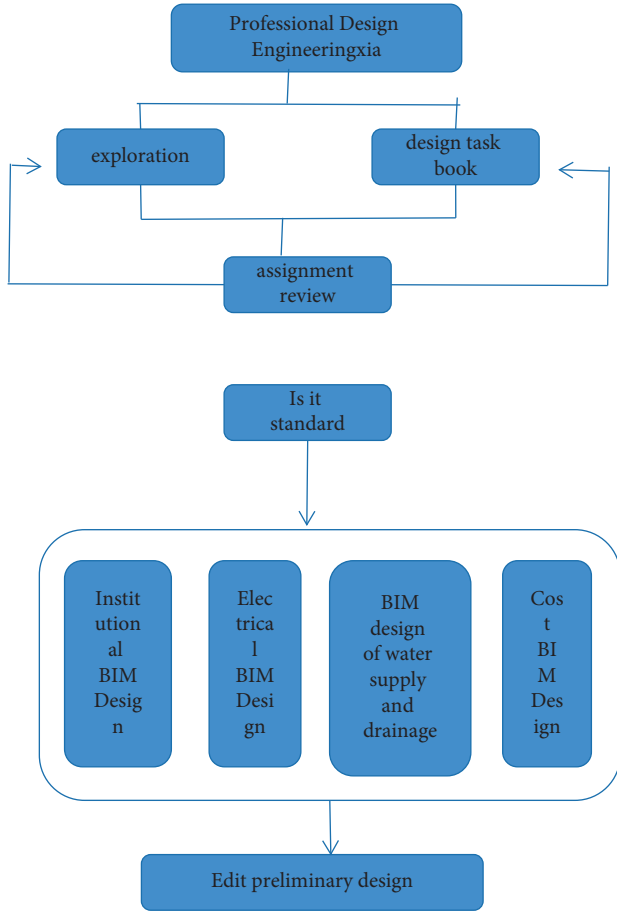 Professional Design
Engineeringxia
exploration
design task
book
assignment
review
Is it
standard
Instit
ution
al
BIM
Desig
n
Elec
trica
l
BIM
Desi
gn
BIM
design
of water
supply
and
drainage
Cos
t
BI
M
Des
ign
Edit preliminary design